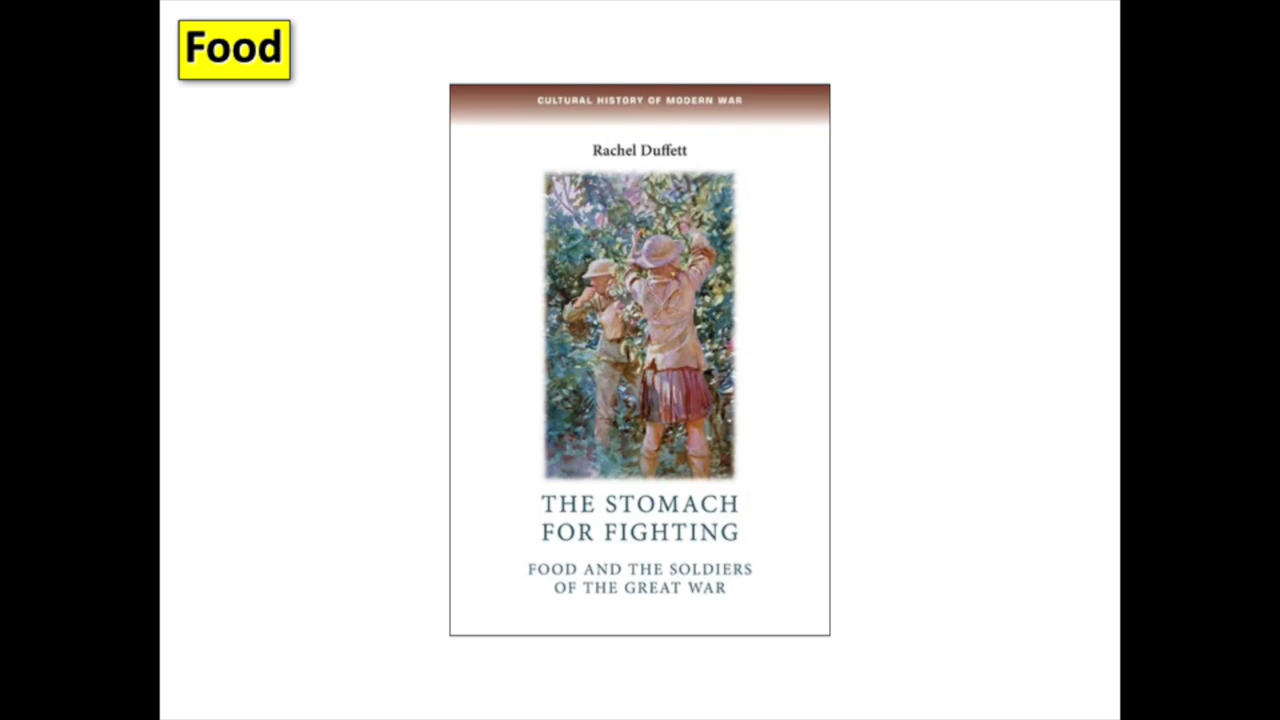 Food
CULTURAL HISTORY OF MODERN WAR
Rachel Duffett
THE STOMACH
FOR FIGHTING
FOOD AND THE SOLDIERS
OF THE GREAT WAR